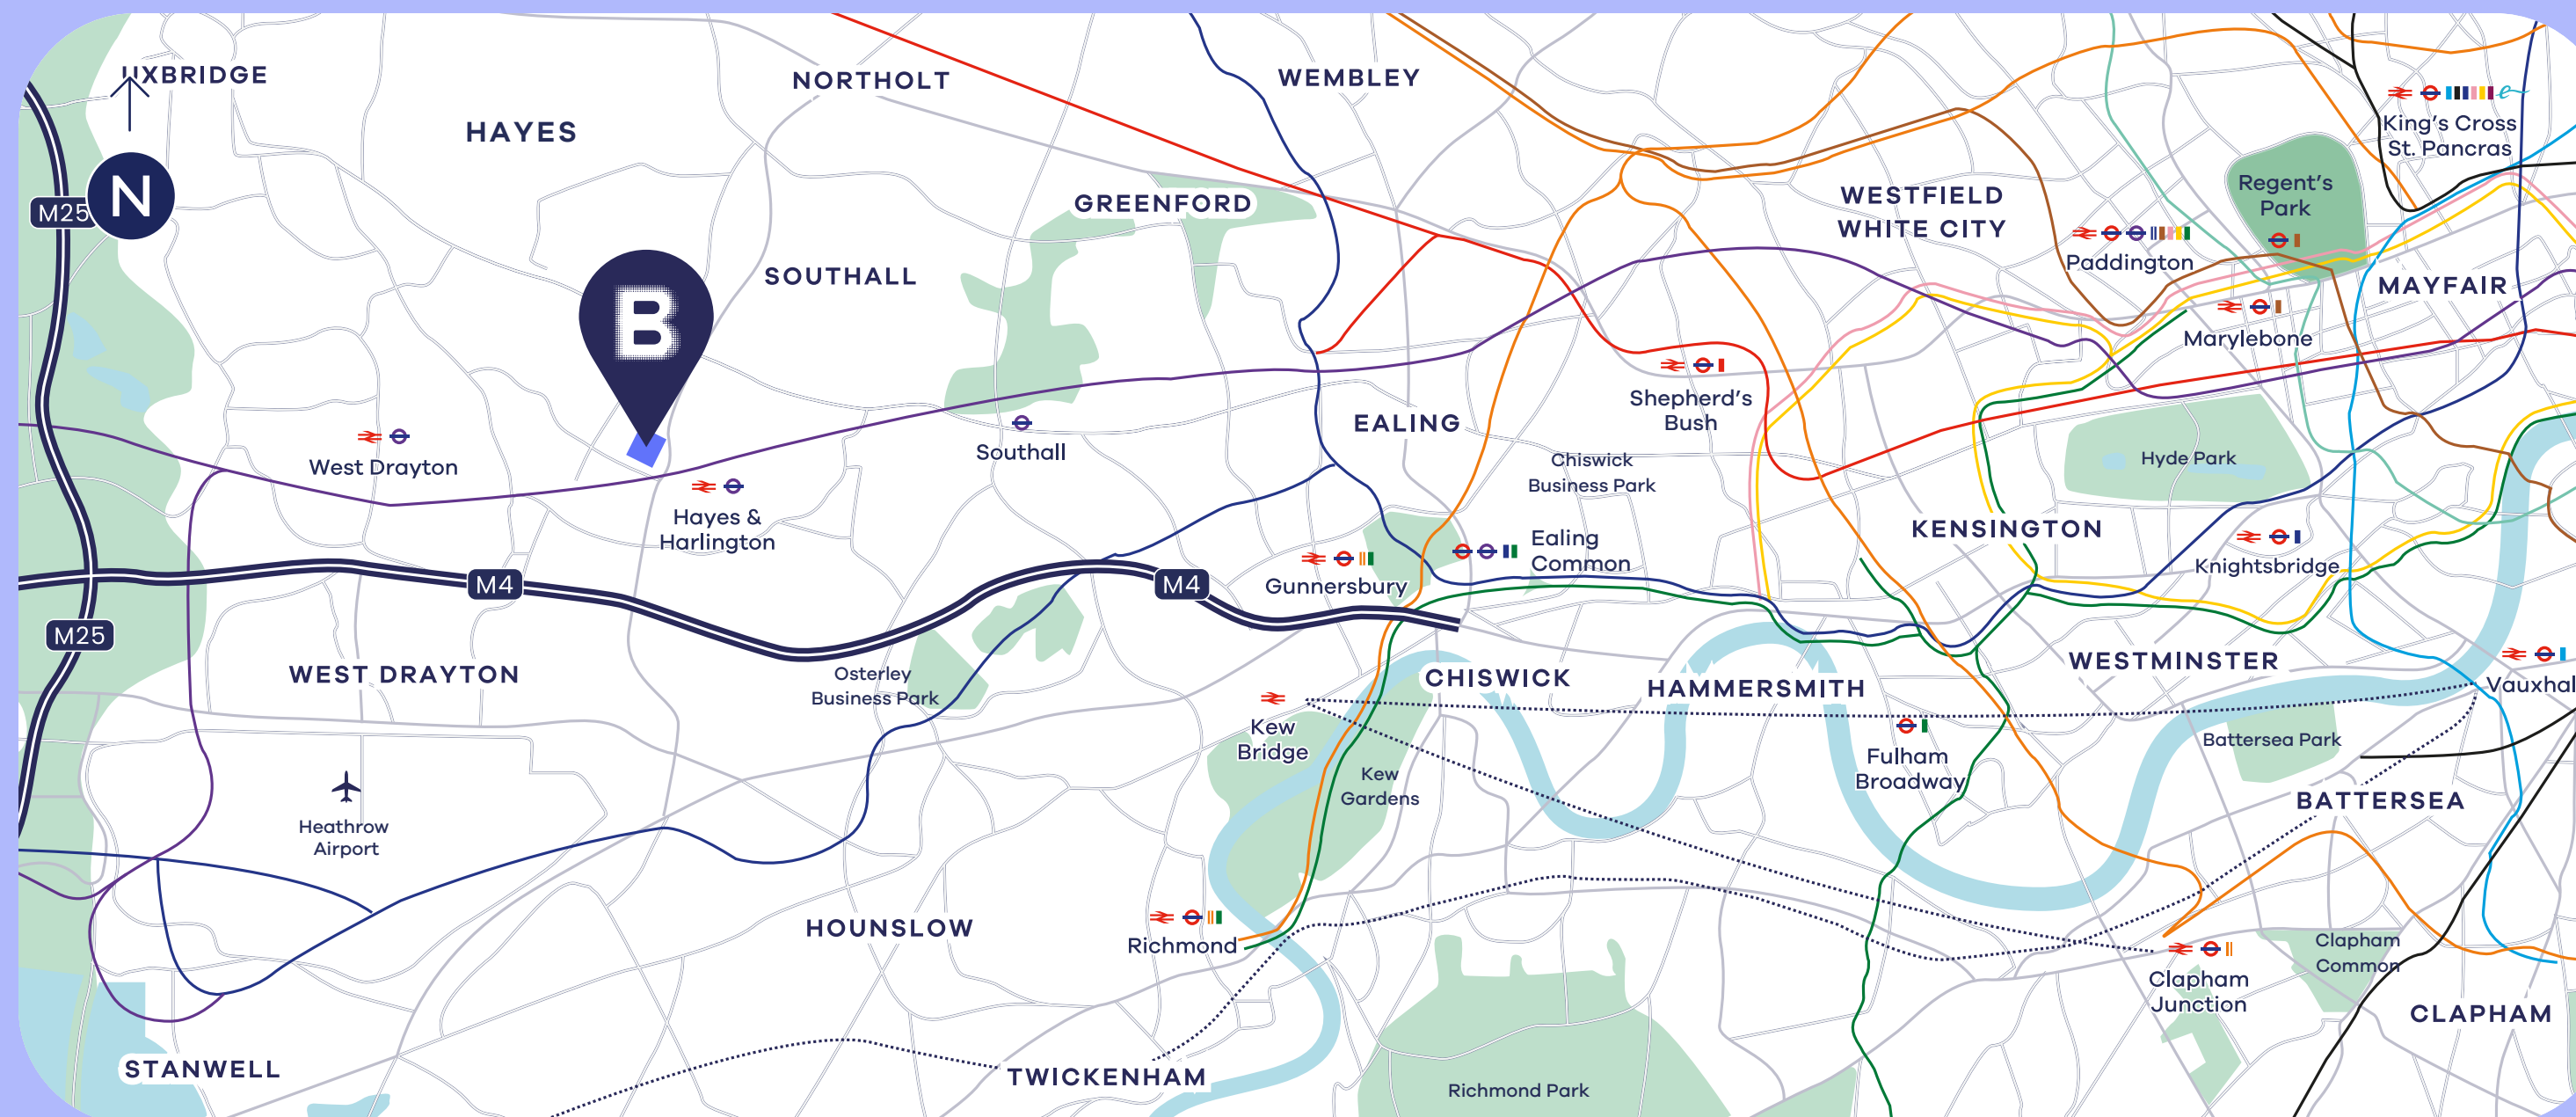 UXBRIDGE
NORTHOLT
WEMBLEY
HAYES
King's Cross
St. Pancras
M25
N
GREENFORD
WESTFIELD
WHITE CITY
Regent's
Park
Paddington
SOUTHALL
MAYFAIR
B
Marylebone
Shepherd's
Bush
EALING
West Drayton
Southall
Chiswick
Business Park
Hyde Park
Hayes &
Harlington
KENSINGTON
Ealing
Common
Knightsbridge
Gunnersbury
M4
M4
M25
WEST DRAYTON
Osterley
Business Park
CHISWICK
HAMMERSMITH
WESTMINSTER
Vauxhal
Kew
Bridge
Fulham
Broadway
Battersea Park
Kew
Gardens
BATTERSEA
Heathrow
Airport
HOUNSLOW
Richmond
Clapham
Common
Clapham
Junction
CLAPHAM
STANWELL
TWICKENHAM
Richmond Park